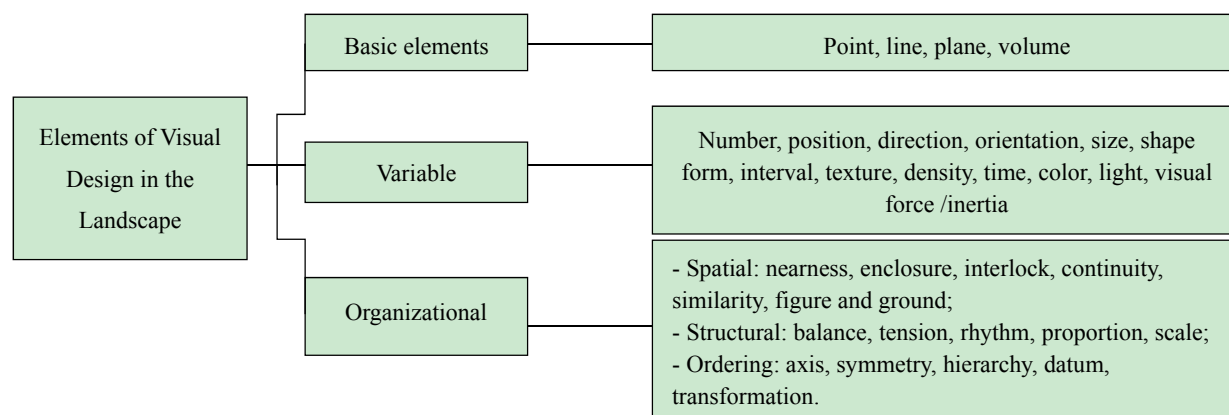 Elements of Visual
Design in the
Landscape
Basic elements
Point, line, plane, volume
Variable
Number, position, direction, orientation, size, shape
form, interval, texture, density, time, color, light, visual
force /inertia
Organizational
- Spatial: nearness, enclosure, interlock, continuity,
similarity, figure and ground;
- Structural: balance, tension, rhythm, proportion, scale;
- Ordering: axis, symmetry, hierarchy, datum,
transformation.